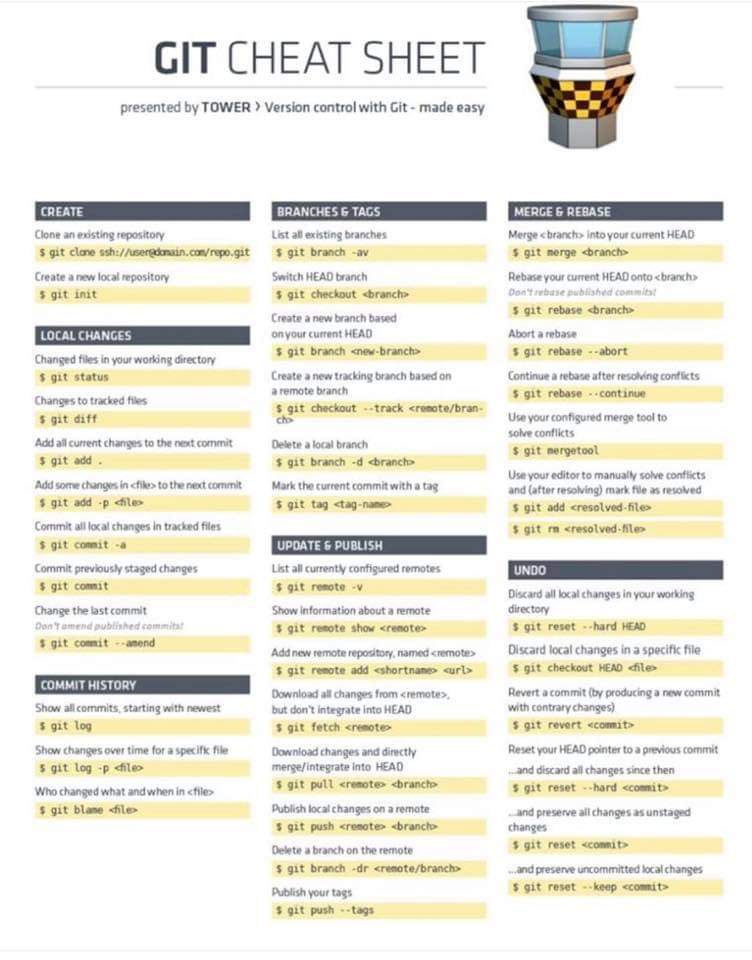 GIT CHEAT SHEET
presented by TOWER › Version control with Git - made easy
CREATE
Clone an existing repository
$ git clone ssh://user@domain.com/repo.git
Create a new local repository
$ git init
LOCAL CHANGES
Changed files in your working directory
$ git status
Changes to tracked files
$ git diff
Add all current changes to the next commit
$ git add .
Add some changes in <file> to the next commit
$ git add -p <file>
Commit all local changes in tracked files
$ git commit -a
Commit previously staged changes
$ git commit
Change the last commit
Don't amend published commits!
$ git commit --amend
COMMIT HISTORY
Show all commits, starting with newest
$ git log
Show changes over time for a specific file
$ git log -p <file>
Who changed what and when in <file>
$ git blame <file>
BRANCHES & TAGS
List all existing branches
$ git branch -av
Switch HEAD branch
$ git checkout <branch>
Create a new branch based
on your current HEAD
$ git branch <new-branch>
Create a new tracking branch based on
a remote branch
$ git checkout --track <remote/bran-
ch>
Delete a local branch
$ git branch -d <branch>
Mark the current commit with a tag
$ git tag <tag-name>
UPDATE & PUBLISH
List all currently configured remotes
$ git remote -v
Show information about a remote
$ git remote show <remote>
Add new remote repository, named <remote>
$ git remote add <shortname> <url>
Download all changes from <remote>,
but don't integrate into HEAD
$ git fetch <remote>
Download changes and directly
merge/integrate into HEAD
$ git pull <remote> <branch>
Publish local changes on a remote
$ git push <remote> <branch>
Delete a branch on the remote
$ git branch -dr <remote/branch>
Publish your tags
$ git push --tags
MERGE & REBASE
Merge <branch> into your current HEAD
$ git merge <branch>
Rebase your current HEAD onto <branch>
Don't rebase published commits!
$ git rebase <branch>
Abort a rebase
$ git rebase --abort
Continue a rebase after resolving conflicts
$ git rebase --continue
Use your configured merge tool to
solve conflicts
$ git mergetool
Use your editor to manually solve conflicts
and (after resolving) mark file as resolved
$ git add <resolved-file>
$ git rm <resolved-file>
UNDO
Discard all local changes in your working
directory
$ git reset --hard HEAD
Discard local changes in a specific file
$ git checkout HEAD <file>
Revert a commit (by producing a new commit
with contrary changes)
$ git revert <commit>
Reset your HEAD pointer to a previous commit
...and discard all changes since then
$ git reset --hard <commit>
...and preserve all changes as unstaged
changes
$ git reset <commit>
...and preserve uncommitted local changes
$ git reset --keep <commit>